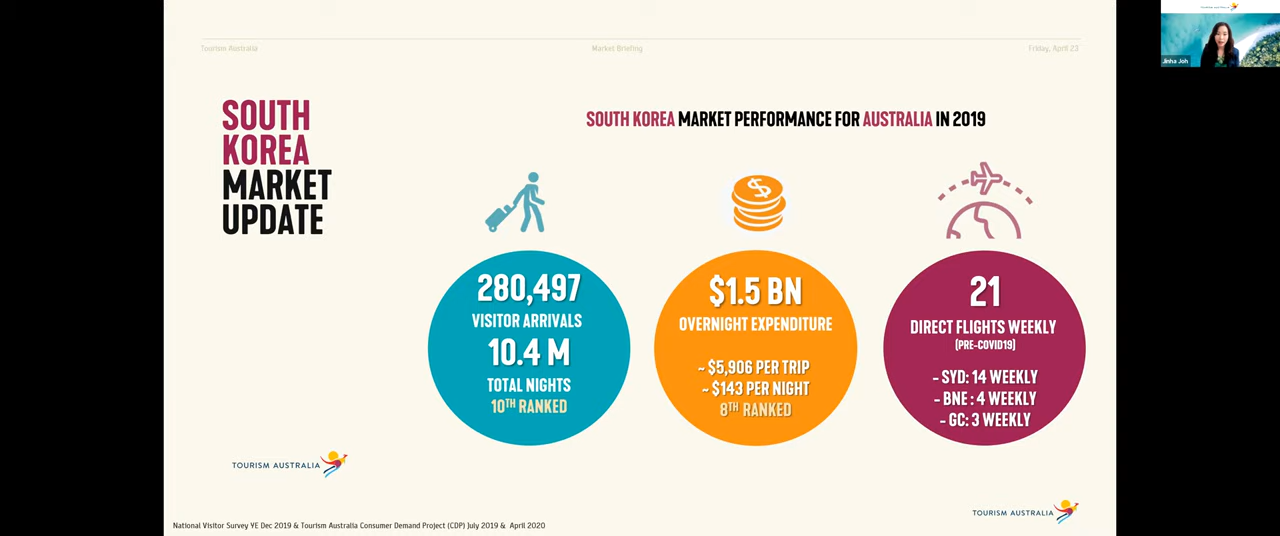 Tourism Australia
Market Briefing
Friday, April 23
Jinha Joh
SOUTH
KOREA
MARKET
UPDATE
SOUTH KOREA MARKET PERFORMANCE FOR AUSTRALIA IN 2019
$
280,497
VISITOR ARRIVALS
10.4 M
TOTAL NIGHTS
10TH RANKED
$1.5 BN
OVERNIGHT EXPENDITURE
~ $5,906 PER TRIP
~ $143 PER NIGHT
8TH RANKED
21
DIRECT FLIGHTS WEEKLY
(PRE-COVID19)
- SYD: 14 WEEKLY
- BNE : 4 WEEKLY
- GC: 3 WEEKLY
TOURISM AUSTRALIA
TOURISM AUSTRALIA
National Visitor Survey YE Dec 2019 & Tourism Australia Consumer Demand Project (CDP) July 2019 & April 2020